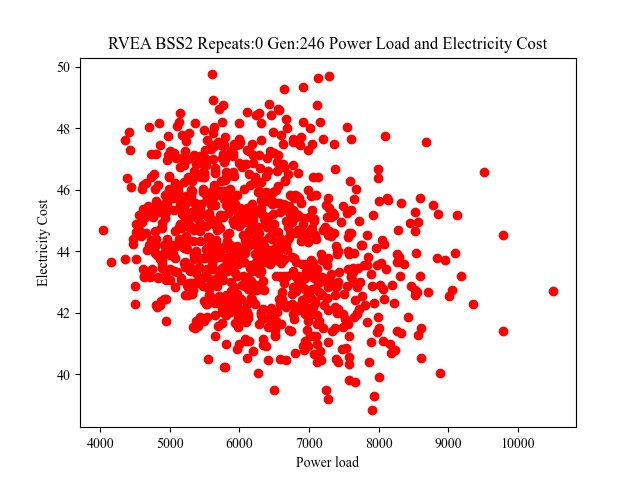 RVEA BSS2 Repeats:0 Gen:246 Power Load and Electricity Cost
50
48
46
44
42
40
Electricity Cost
4000 5000 6000 7000 8000 9000 10000
Power load